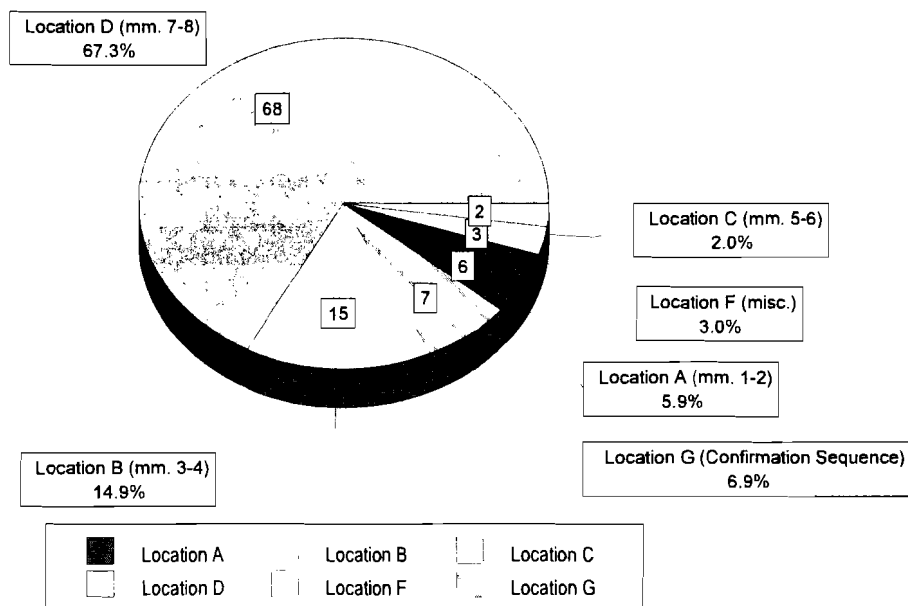 Location D (mm. 7-8)
67.3%
68
2
3
6
7
15
Location C (mm. 5-6)
2.0%
Location F (misc.)
3.0%
Location A (mm. 1-2)
5.9%
Location G (Confirmation Sequence)
6.9%
Location B (mm. 3-4)
14.9%
Location A
Location B
Location C
Location D
Location F
Location G